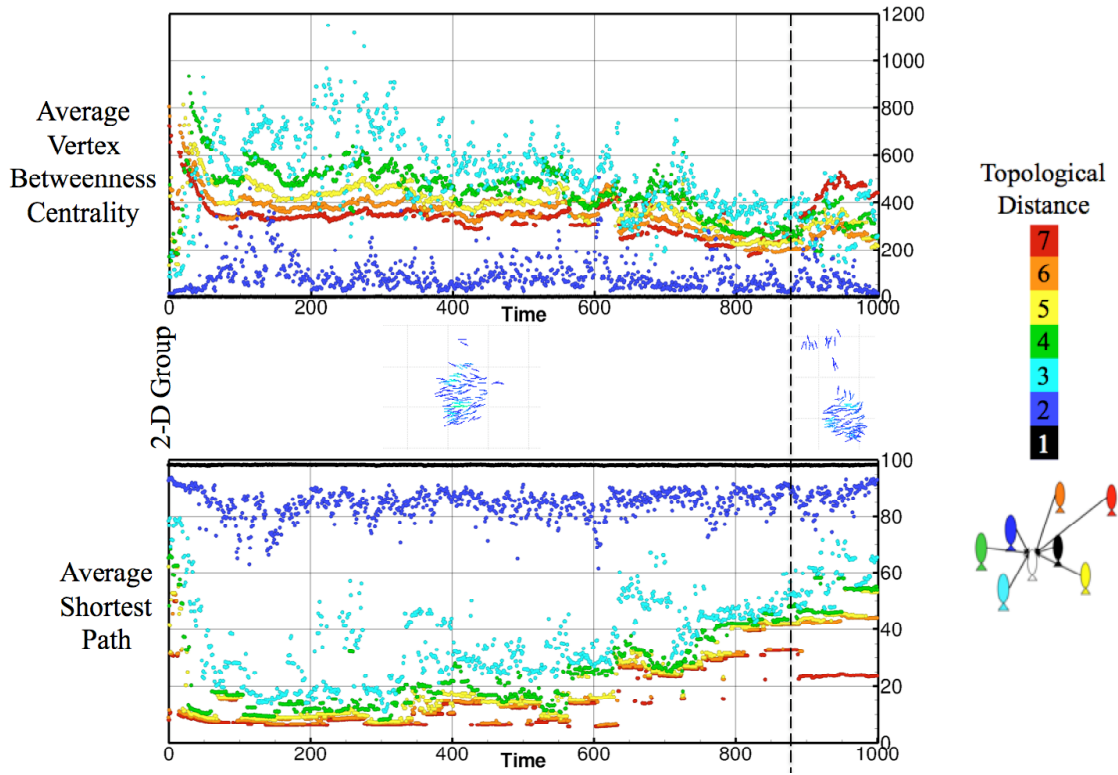 Average
Vertex
Betweenness
Centrality
1200
1000
800
600
400
200
0
0
200
400
600
800
1000
Time
2-D Group
Average
Shortest
Path
100
80
60
40
20
0
0
200
400
600
800
1000
Time
Topological
Distance
7
6
5
4
3
2
1